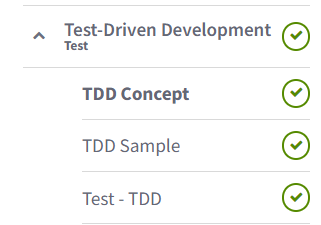 Test-Driven Development
Test
TDD Concept
TDD Sample
Test - TDD